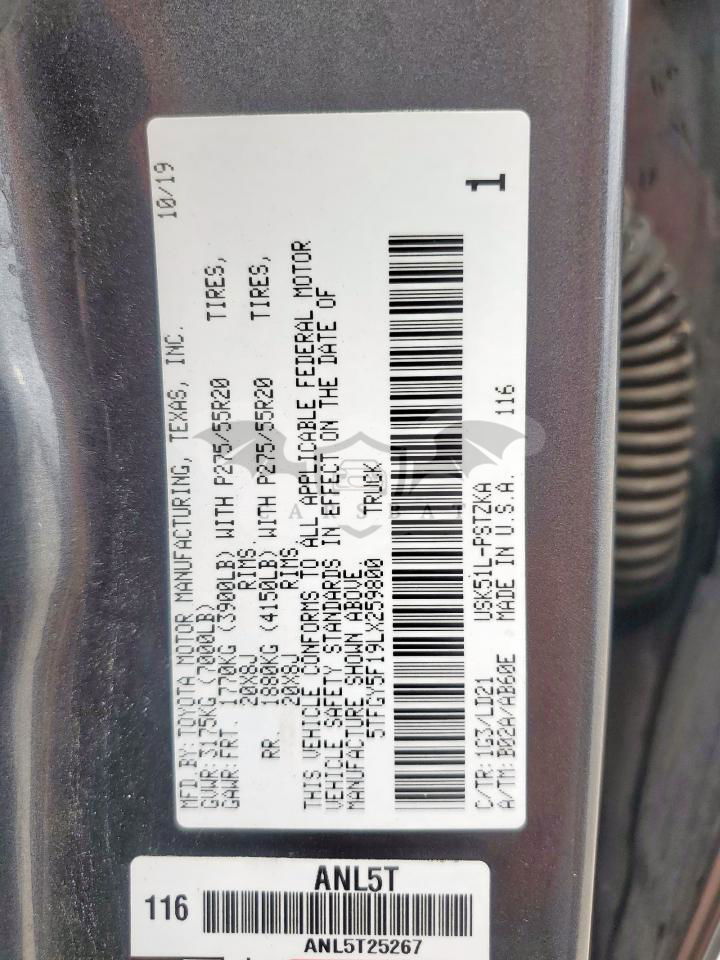 MFD.BY:TOYOTA MOTOR MANUFACTURING, TEXAS, INC. 10/19
GVWR:3175KG (7000LB)
GAWR:FRT. 1770KG (3900LB) WITH P275/55R20 TIRES,
20X8J RIMS
RR. 1880KG (4150LB) WITH P275/55R20 TIRES,
20X8J RIMS
THIS VEHICLE CONFORMS TO ALL APPLICABLE FEDERAL MOTOR
VEHICLE SAFETY STANDARDS IN EFFECT ON THE DATE OF
MANUFACTURE SHOWN ABOVE.
5TFGY5F19LX259800 TRUCK
C/TR: 1G3/LD21 USK51L-PSTZKA
A/TM: B02A/AB60E MADE IN U.S.A. 116
1
CARSBAT
ANL5T
116
ANL5T25267